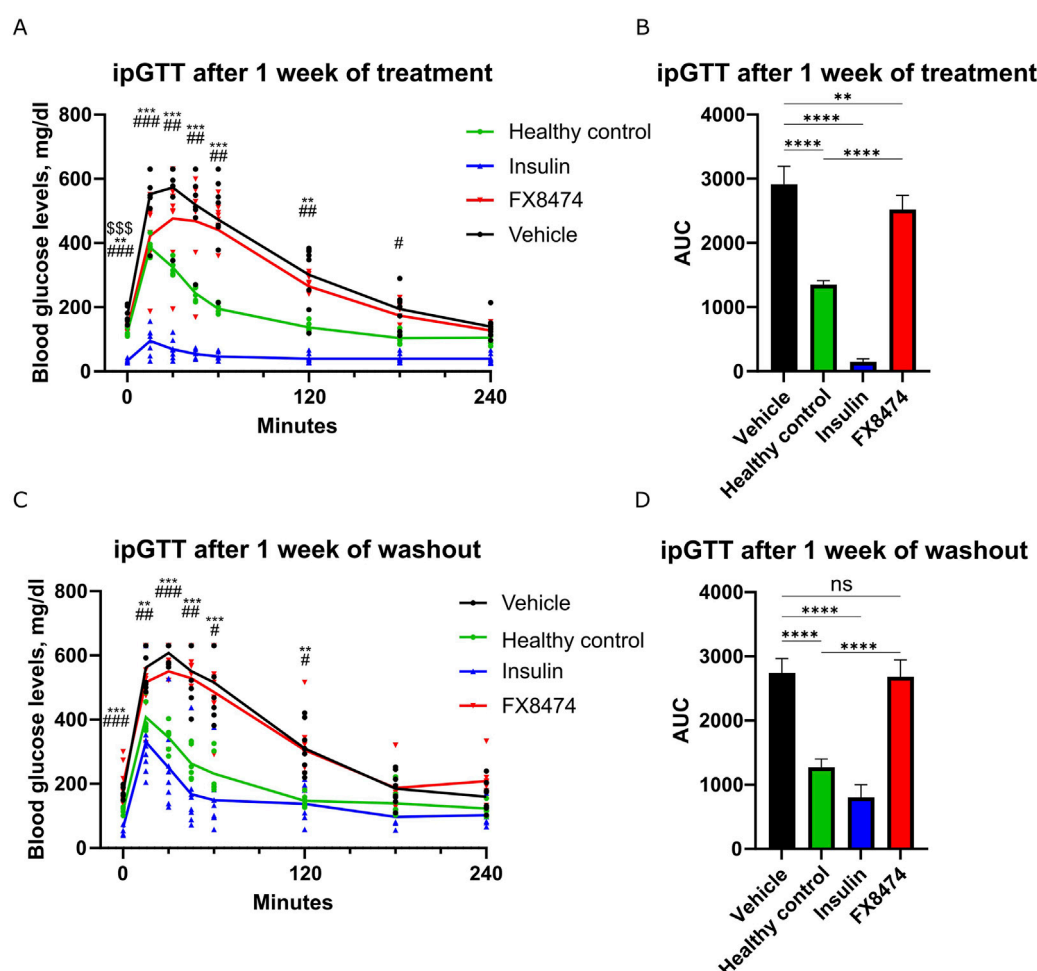 A
ipGTT after 1 week of treatment
Blood glucose levels, mg/dl
800
600
400
200
0
$$$
**
###
***
###
***
##
***
##
***
##
**
##
#
0
120
240
Minutes
Healthy control
Insulin
FX8474
Vehicle
B
ipGTT after 1 week of treatment
AUC
4000
3000
2000
1000
0
**
****
****
****
Vehicle
Healthy control
Insulin
FX8474
C
ipGTT after 1 week of washout
Blood glucose levels, mg/dl
800
600
400
200
0
***
###
**
##
***
###
***
##
***
#
**
#
0
120
240
Minutes
Vehicle
Healthy control
Insulin
FX8474
D
ipGTT after 1 week of washout
AUC
4000
3000
2000
1000
0
ns
****
****
****
Vehicle
Healthy control
Insulin
FX8474